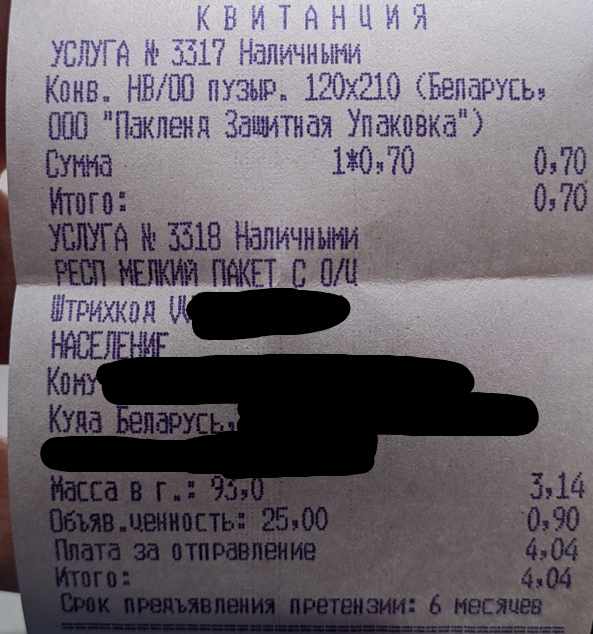 КВИТАНЦИЯ
УСЛУГА № 3317 Наличными
Конв. НВ/ОО пузыр. 120х210 (Беларусь,
ООО "Пакленд Защитная Упаковка")
Сумма 1*0,70 0,70
Итого: 0,70
УСЛУГА № 3318 Наличными
РЕСП МЕЛКИЙ ПАКЕТ С О/Ц
Штрихкод
НАСЕЛЕНИЕ
Кому
Куда Беларусь,
Масса в г.: 93,0 3,14
Объяв.ценность: 25,00 0,90
Плата за отправление 4,04
Итого: 4,04
Срок предъявления претензии: 6 месяцев